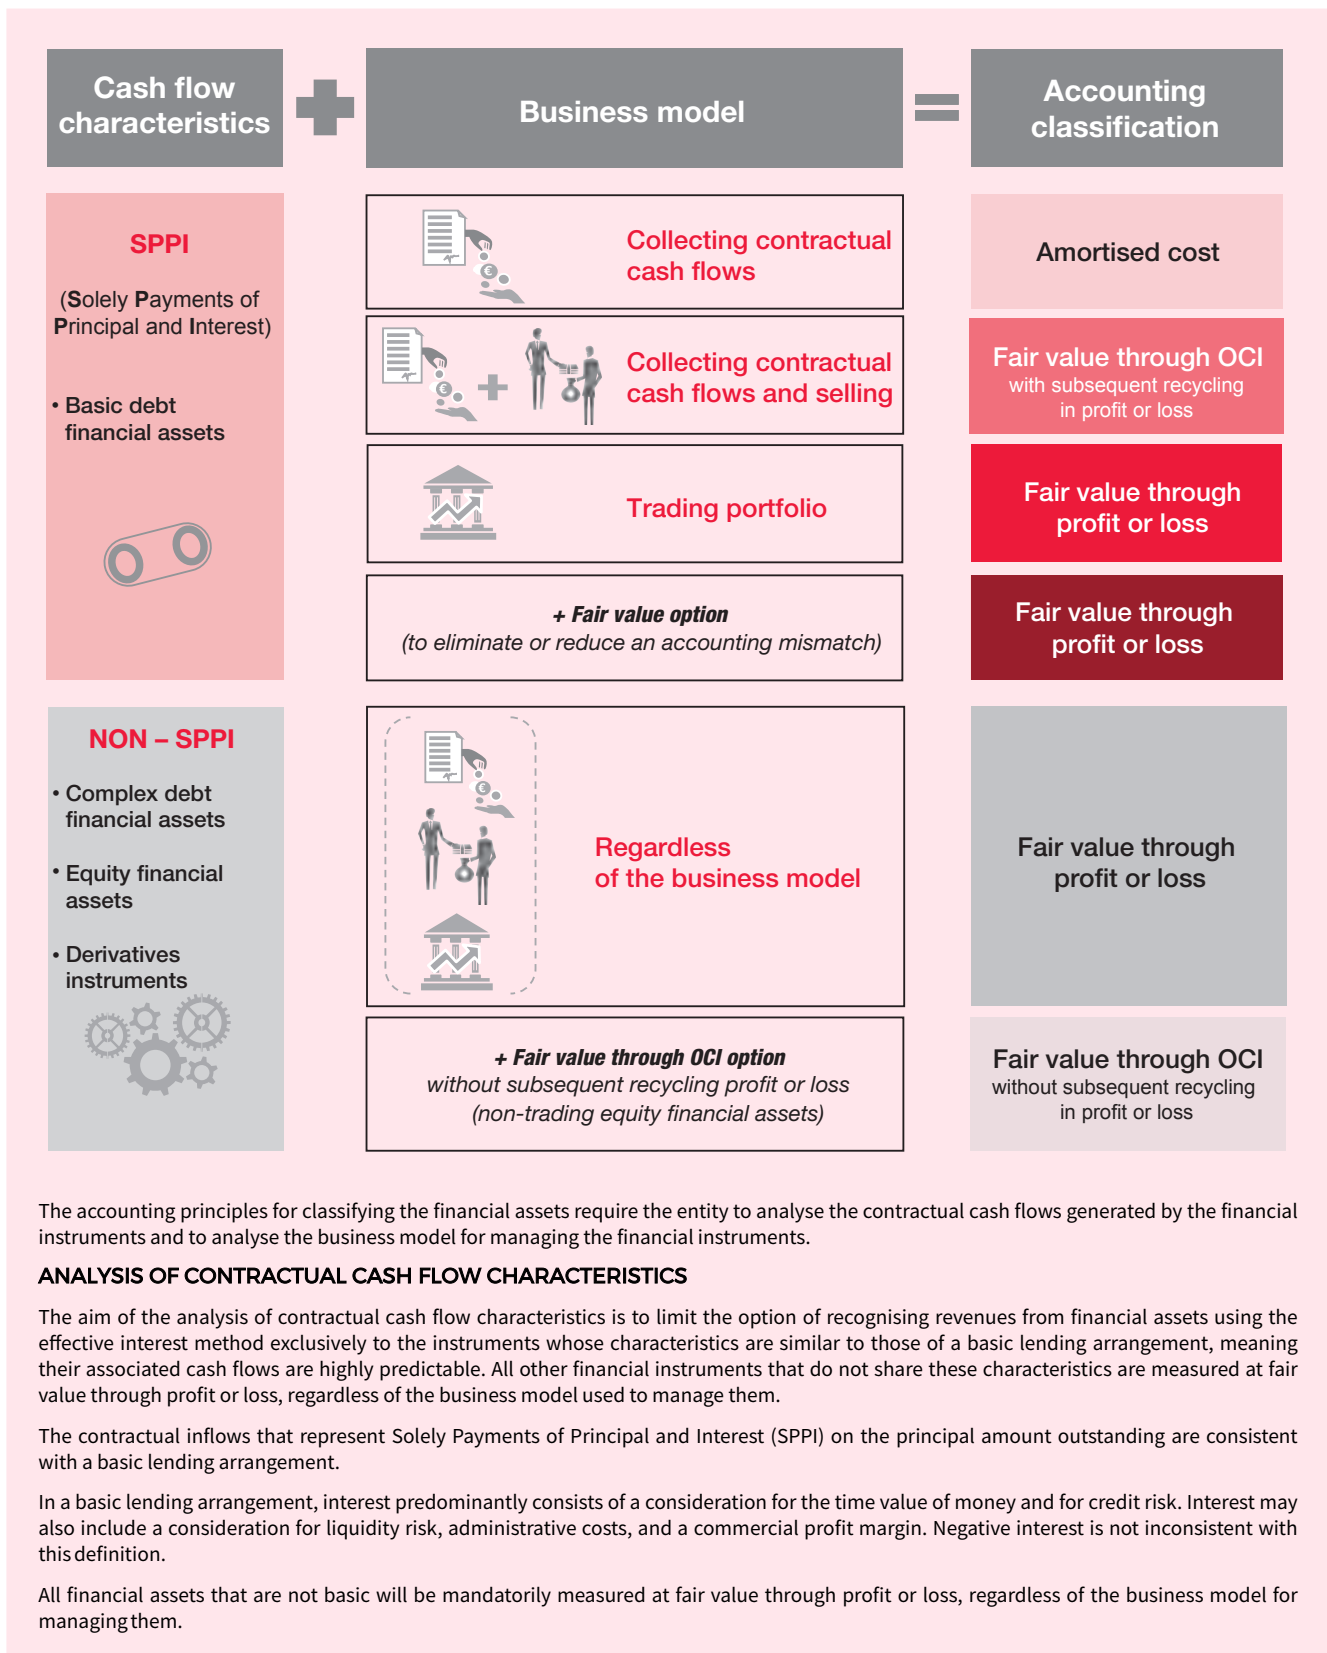 Cash flow
characteristics
Business model
Accounting
classification
SPPI
(Solely Payments of
Principal and Interest)
• Basic debt
financial assets
€
Collecting contractual
cash flows
Amortised cost
€
Collecting contractual
cash flows and selling
Fair value through OCI
with subsequent recycling
in profit or loss
Trading portfolio
Fair value through
profit or loss
+ Fair value option
(to eliminate or reduce an accounting mismatch)
Fair value through
profit or loss
NON – SPPI
• Complex debt
financial assets
• Equity financial
assets
• Derivatives
instruments
€
Regardless
of the business model
Fair value through
profit or loss
+ Fair value through OCI option
without subsequent recycling profit or loss
(non-trading equity financial assets)
Fair value through OCI
without subsequent recycling
in profit or loss
The accounting principles for classifying the financial assets require the entity to analyse the contractual cash flows generated by the financial
instruments and to analyse the business model for managing the financial instruments.
ANALYSIS OF CONTRACTUAL CASH FLOW CHARACTERISTICS
The aim of the analysis of contractual cash flow characteristics is to limit the option of recognising revenues from financial assets using the
effective interest method exclusively to the instruments whose characteristics are similar to those of a basic lending arrangement, meaning
their associated cash flows are highly predictable. All other financial instruments that do not share these characteristics are measured at fair
value through profit or loss, regardless of the business model used to manage them.
The contractual inflows that represent Solely Payments of Principal and Interest (SPPI) on the principal amount outstanding are consistent
with a basic lending arrangement.
In a basic lending arrangement, interest predominantly consists of a consideration for the time value of money and for credit risk. Interest may
also include a consideration for liquidity risk, administrative costs, and a commercial profit margin. Negative interest is not inconsistent with
this definition.
All financial assets that are not basic will be mandatorily measured at fair value through profit or loss, regardless of the business model for
managing them.